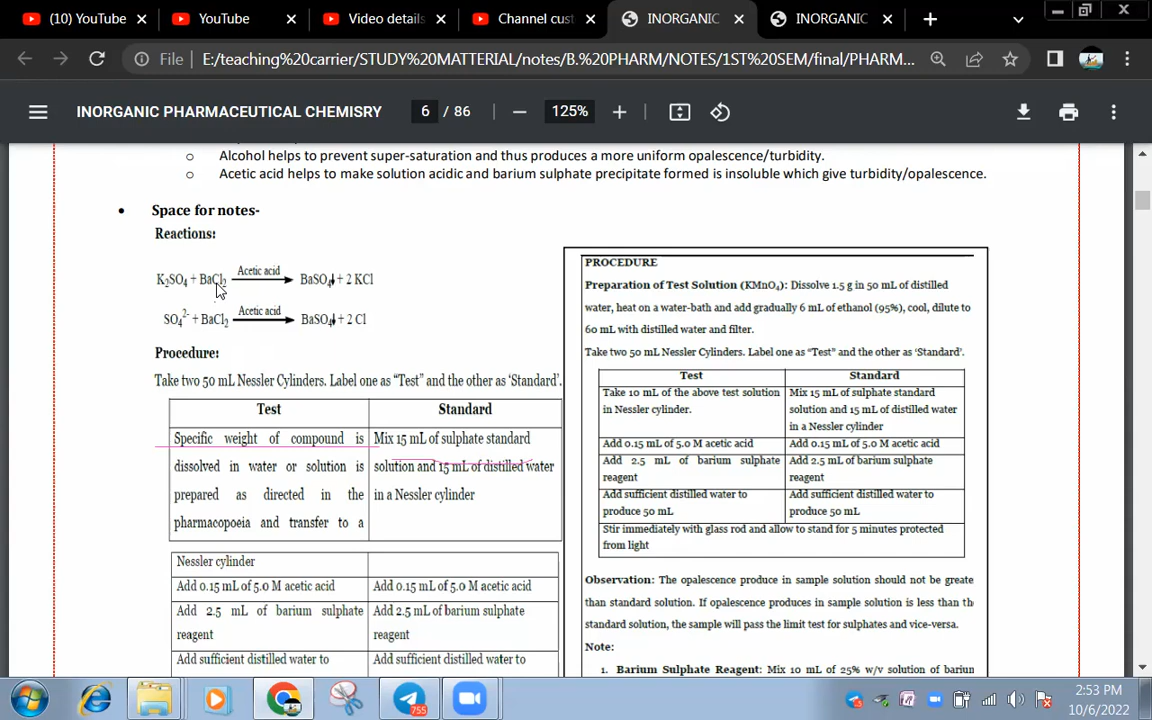 (10) YouTube
YouTube
Video details
Channel cust
INORGANIC
INORGANIC
File
E:/teaching%20carrier/STUDY%20MATTERIAL/notes/B.%20PHARM/NOTES/1ST%20SEM/final/PHARM...
INORGANIC PHARMACEUTICAL CHEMISRY
6 / 86
125%
o Alcohol helps to prevent super-saturation and thus produces a more uniform opalescence/turbidity.
o Acetic acid helps to make solution acidic and barium sulphate precipitate formed is insoluble which give turbidity/opalescence.
• Space for notes-
Reactions:
Acetic acid
K₂SO₄ + BaCl₂ → BaSO₄↓ + 2 KCl
Acetic acid
SO₄²⁻ + BaCl₂ → BaSO₄↓ + 2 Cl
Procedure:
Take two 50 mL Nessler Cylinders. Label one as "Test" and the other as 'Standard'.
Test Standard
Specific weight of compound is Mix 15 mL of sulphate standard
dissolved in water or solution is solution and 15 mL of distilled water
prepared as directed in the in a Nessler cylinder
pharmacopoeia and transfer to a
Nessler cylinder
Add 0.15 mL of 5.0 M acetic acid Add 0.15 mL of 5.0 M acetic acid
Add 2.5 mL of barium sulphate Add 2.5 mL of barium sulphate
reagent reagent
Add sufficient distilled water to Add sufficient distilled water to
PROCEDURE
Preparation of Test Solution (KMnO₄): Dissolve 1.5 g in 50 mL of distilled
water, heat on a water-bath and add gradually 6 mL of ethanol (95%), cool, dilute to
60 mL with distilled water and filter.
Take two 50 mL Nessler Cylinders. Label one as "Test" and the other as 'Standard'.
Test Standard
Take 10 mL of the above test solution Mix 15 mL of sulphate standard
in Nessler cylinder. solution and 15 mL of distilled water
in a Nessler cylinder
Add 0.15 mL of 5.0 M acetic acid Add 0.15 mL of 5.0 M acetic acid
Add 2.5 mL of barium sulphate Add 2.5 mL of barium sulphate
reagent reagent
Add sufficient distilled water to Add sufficient distilled water to
produce 50 mL produce 50 mL
Stir immediately with glass rod and allow to stand for 5 minutes protected
from light
Observation: The opalescence produce in sample solution should not be greate
than standard solution. If opalescence produces in sample solution is less than th
standard solution, the sample will pass the limit test for sulphates and vice-versa.
Note:
1. Barium Sulphate Reagent: Mix 10 mL of 25% w/v solution of barium
755
2:53 PM
10/6/2022